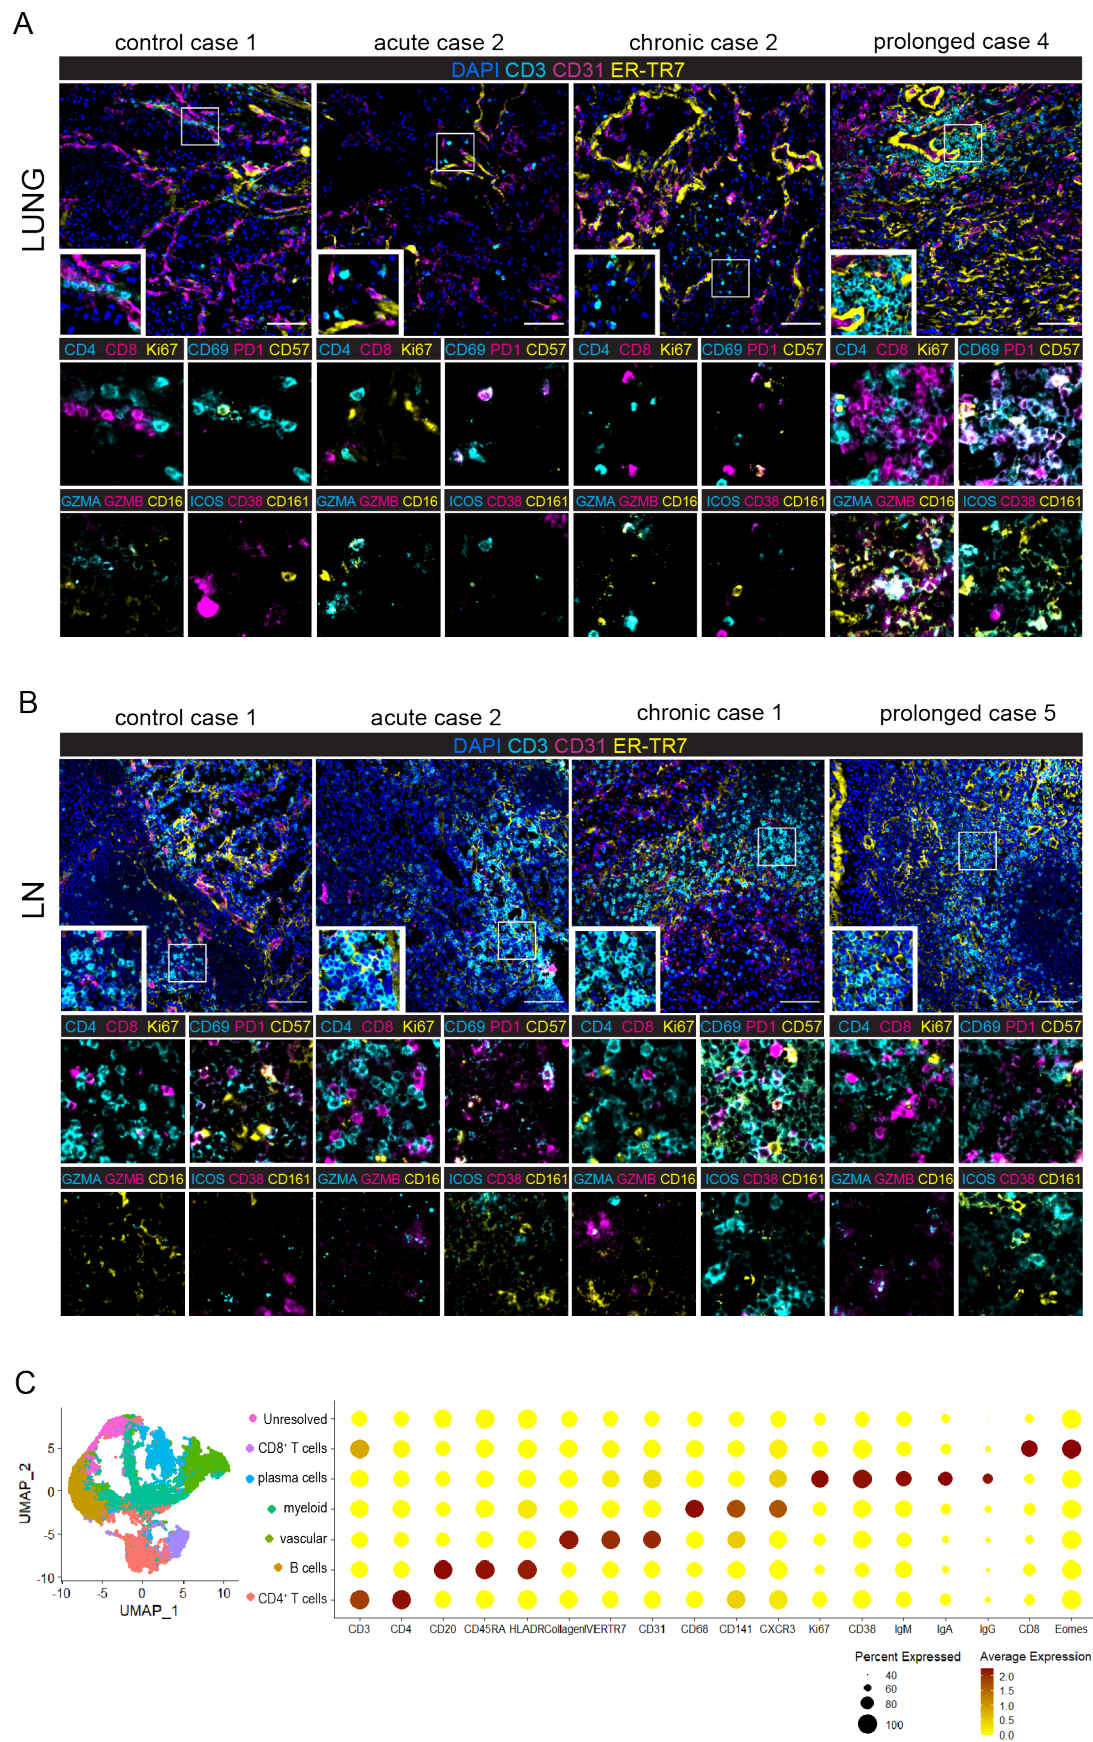 A
control case 1 acute case 2 chronic case 2 prolonged case 4
DAPI CD3 CD31 ER-TR7
LUNG
CD4 CD8 Ki67 CD69 PD1 CD57 CD4 CD8 Ki67 CD69 PD1 CD57 CD4 CD8 Ki67 CD69 PD1 CD57 CD4 CD8 Ki67 CD69 PD1 CD57
GZMA GZMB CD16 ICOS CD38 CD161 GZMA GZMB CD16 ICOS CD38 CD161 GZMA GZMB CD16 ICOS CD38 CD161 GZMA GZMB CD16 ICOS CD38 CD161
B
control case 1 acute case 2 chronic case 1 prolonged case 5
DAPI CD3 CD31 ER-TR7
LN
CD4 CD8 Ki67 CD69 PD1 CD57 CD4 CD8 Ki67 CD69 PD1 CD57 CD4 CD8 Ki67 CD69 PD1 CD57 CD4 CD8 Ki67 CD69 PD1 CD57
GZMA GZMB CD16 ICOS CD38 CD161 GZMA GZMB CD16 ICOS CD38 CD161 GZMA GZMB CD16 ICOS CD38 CD161 GZMA GZMB CD16 ICOS CD38 CD161
C
UMAP_2
5
0
-5
-10
-10 -5 0 5 10
UMAP_1
Unresolved
CD8⁺ T cells
plasma cells
myeloid
vascular
B cells
CD4⁺ T cells
CD3 CD4 CD20 CD45RA HLADR CollagenIV ERTR7 CD31 CD68 CD141 CXCR3 Ki67 CD38 IgM IgA IgG CD8 Eomes
Percent Expressed
40
60
80
100
Average Expression
2.0
1.5
1.0
0.5
0.0